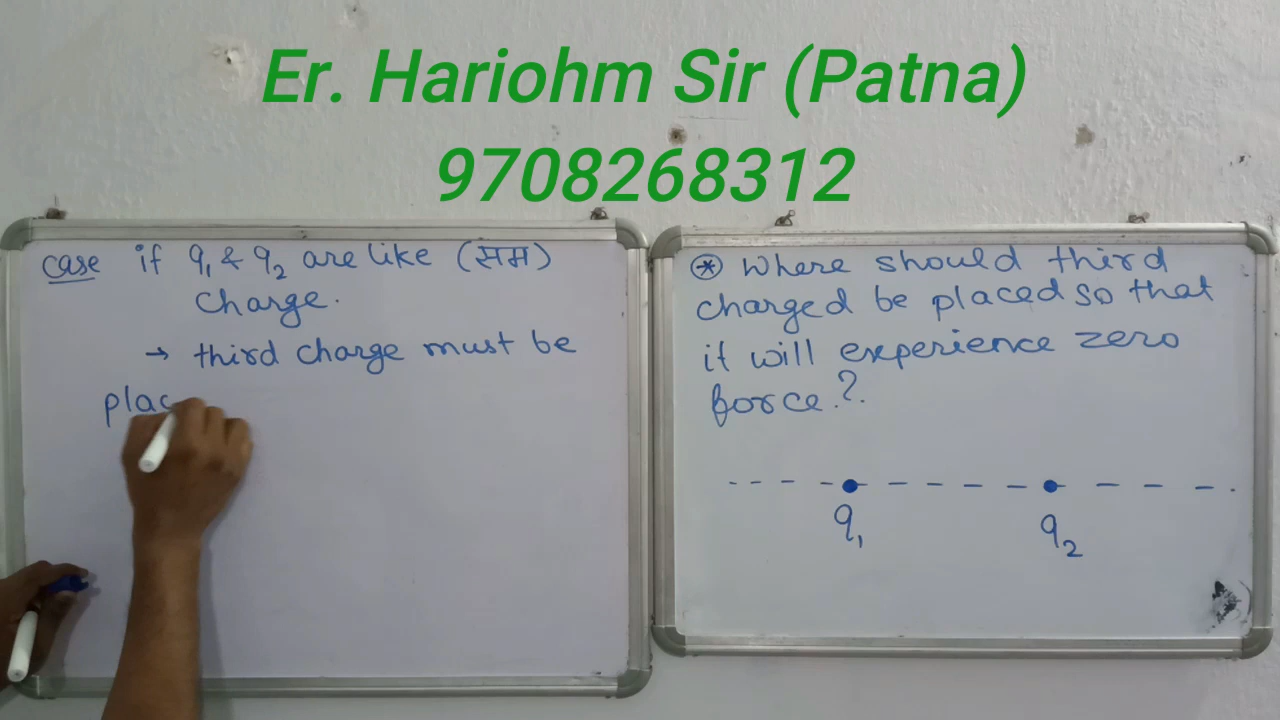 Er. Hariohm Sir (Patna)
9708268312
case if q1 & q2 are like (सम)
charge.
→ third charge must be
plac
* Where should third
charged be placed so that
it will experience zero
force.?
q1 q2